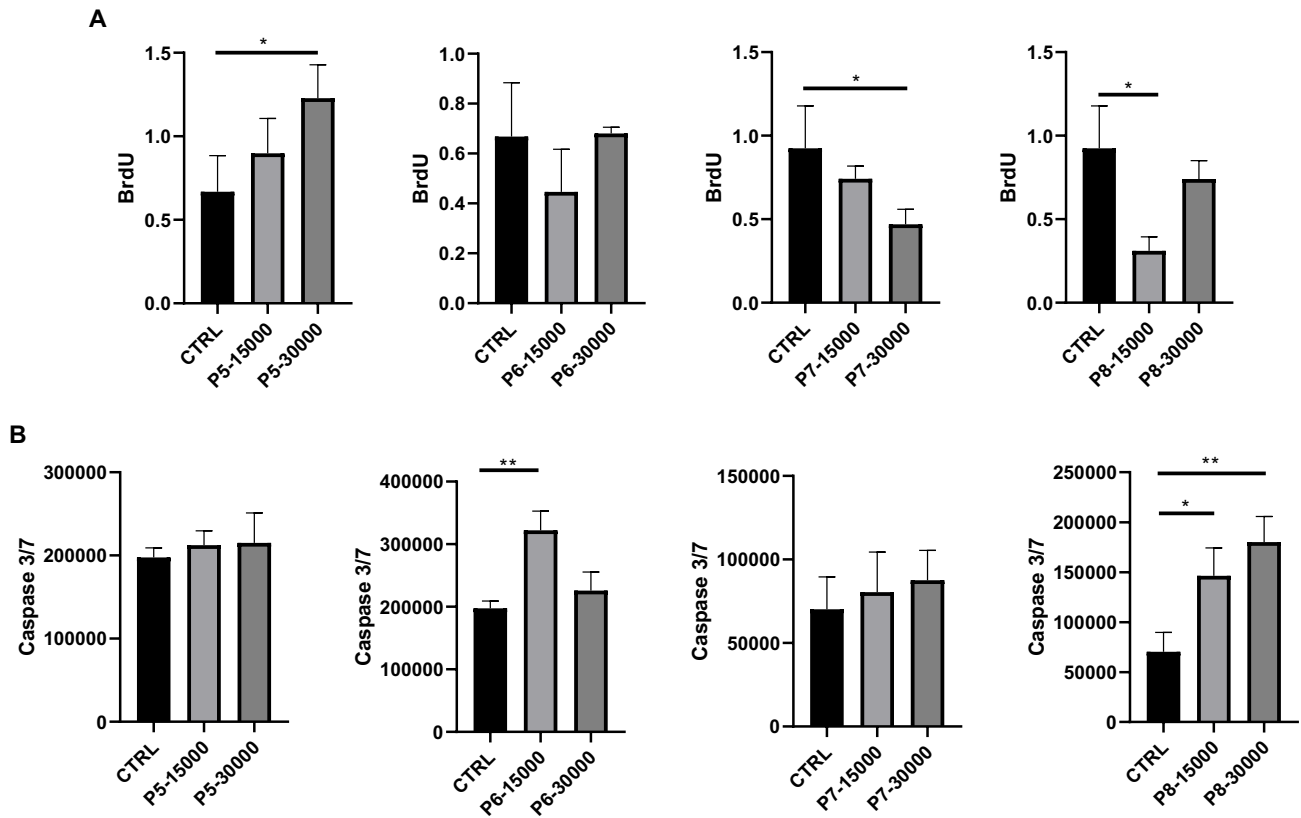 A
*
1.5
1.0
0.5
0.0
BrdU
CTRL
P5-15000
P5-30000
1.0
0.8
0.6
0.4
0.2
0.0
BrdU
CTRL
P6-15000
P6-30000
*
1.5
1.0
0.5
0.0
BrdU
CTRL
P7-15000
P7-30000
*
1.5
1.0
0.5
0.0
BrdU
CTRL
P8-15000
P8-30000
B
300000
200000
100000
0
Caspase 3/7
CTRL
P5-15000
P5-30000
**
400000
300000
200000
100000
0
Caspase 3/7
CTRL
P6-15000
P6-30000
150000
100000
50000
0
Caspase 3/7
CTRL
P7-15000
P7-30000
**
*
250000
200000
150000
100000
50000
0
Caspase 3/7
CTRL
P8-15000
P8-30000